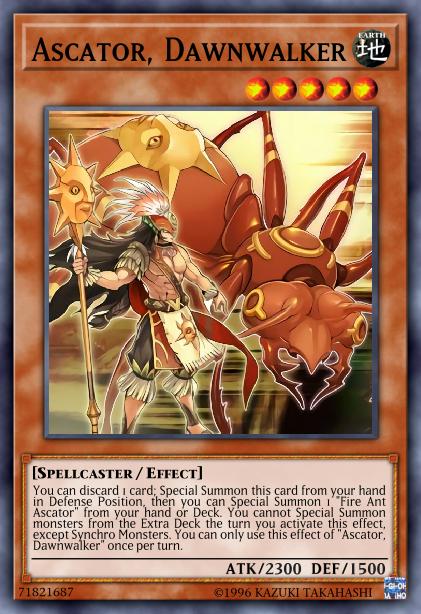 Ascator, Dawnwalker
EARTH
地
[Spellcaster / Effect]
You can discard 1 card; Special Summon this card from your hand
in Defense Position, then you can Special Summon 1 "Fire Ant
Ascator" from your hand or Deck. You cannot Special Summon
monsters from the Extra Deck the turn you activate this effect,
except Synchro Monsters. You can only use this effect of "Ascator,
Dawnwalker" once per turn.
ATK/2300 DEF/1500
71821687
©1996 KAZUKI TAKAHASHI